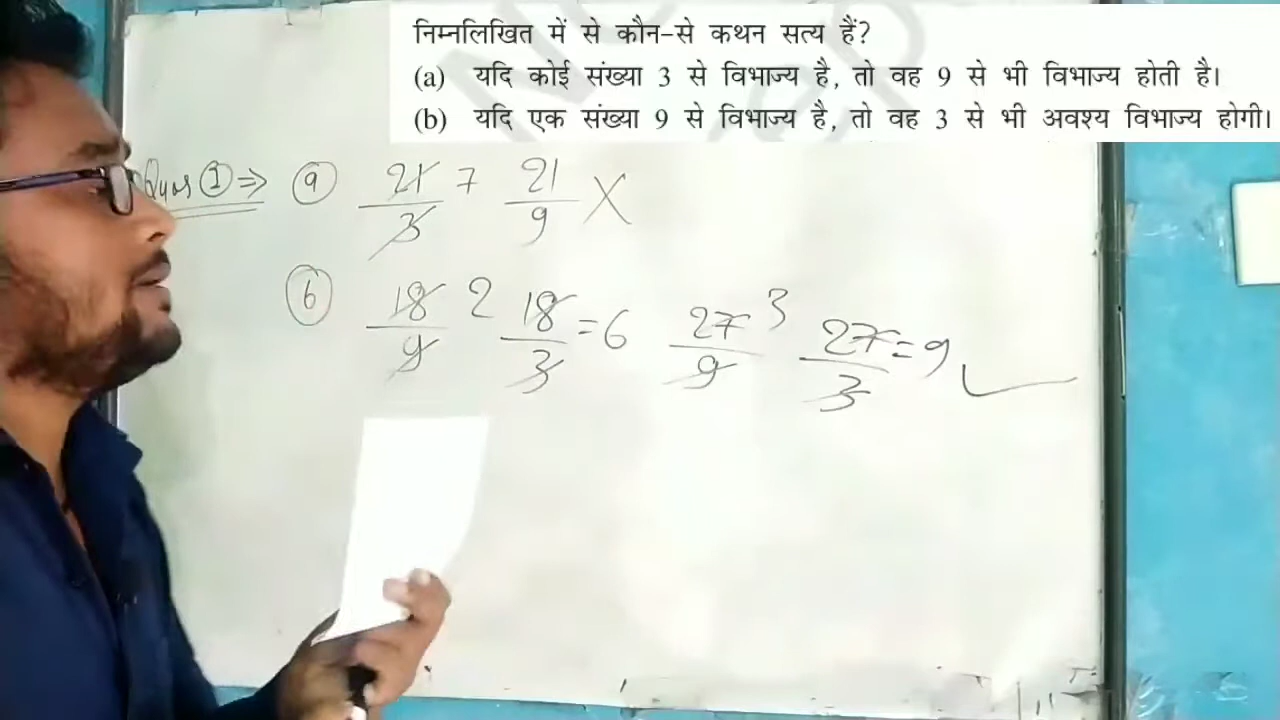 निम्नलिखित में से कौन-से कथन सत्य हैं?
(a) यदि कोई संख्या 3 से विभाज्य है, तो वह 9 से भी विभाज्य होती है।
(b) यदि एक संख्या 9 से विभाज्य है, तो वह 3 से भी अवश्य विभाज्य होगी।
Ques ① ⇒ ⓐ 21/3 7 21/9 X
ⓑ 18/9 2 18/3 = 6 27/9 3 27/3 = 9 ✓